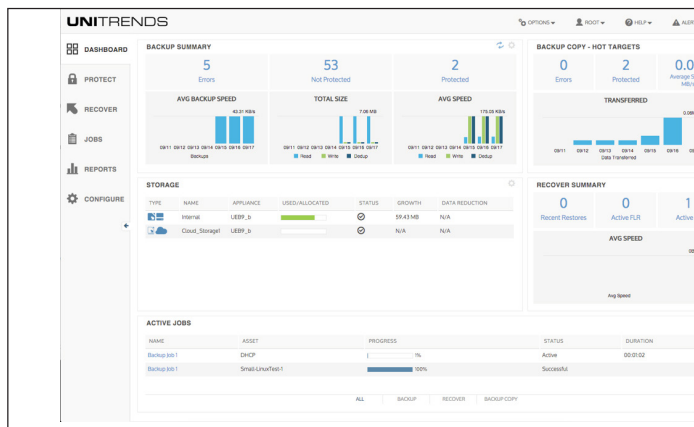 UNITRENDS
OPTIONS ROOT HELP ALER
DASHBOARD
PROTECT
RECOVER
JOBS
REPORTS
CONFIGURE
BACKUP SUMMARY
5 53 2
Errors Not Protected Protected
AVG BACKUP SPEED TOTAL SIZE AVG SPEED
43.31 KB/s 7.06 MB 175.05 KB/s
09/11 09/12 09/13 09/14 09/15 09/16 09/17 09/11 09/12 09/13 09/14 09/15 09/16 09/17 09/11 09/12 09/13 09/14 09/15 09/16 09/17
Backups Read Write Dedup Read Write Dedup
BACKUP COPY - HOT TARGETS
0 2 0.0
Errors Protected Average S
MB/s
TRANSFERRED
09/11 09/12 09/13 09/14 09/15 09/16
Data Transferred
STORAGE
TYPE NAME APPLIANCE USED/ALLOCATED STATUS GROWTH DATA REDUCTION
Internal UEB9_b 59.43 MB N/A
Cloud_Storage1 UEB9_b N/A N/A
RECOVER SUMMARY
0 0 1
Recent Restores Active FLR Active
AVG SPEED
Avg Speed
ACTIVE JOBS
NAME ASSET PROGRESS STATUS DURATION
Backup Job 1 DHCP 1% Active 00:01:02
Backup Job 1 Small-LinuxTest-1 100% Successful
ALL BACKUP RECOVER BACKUP COPY